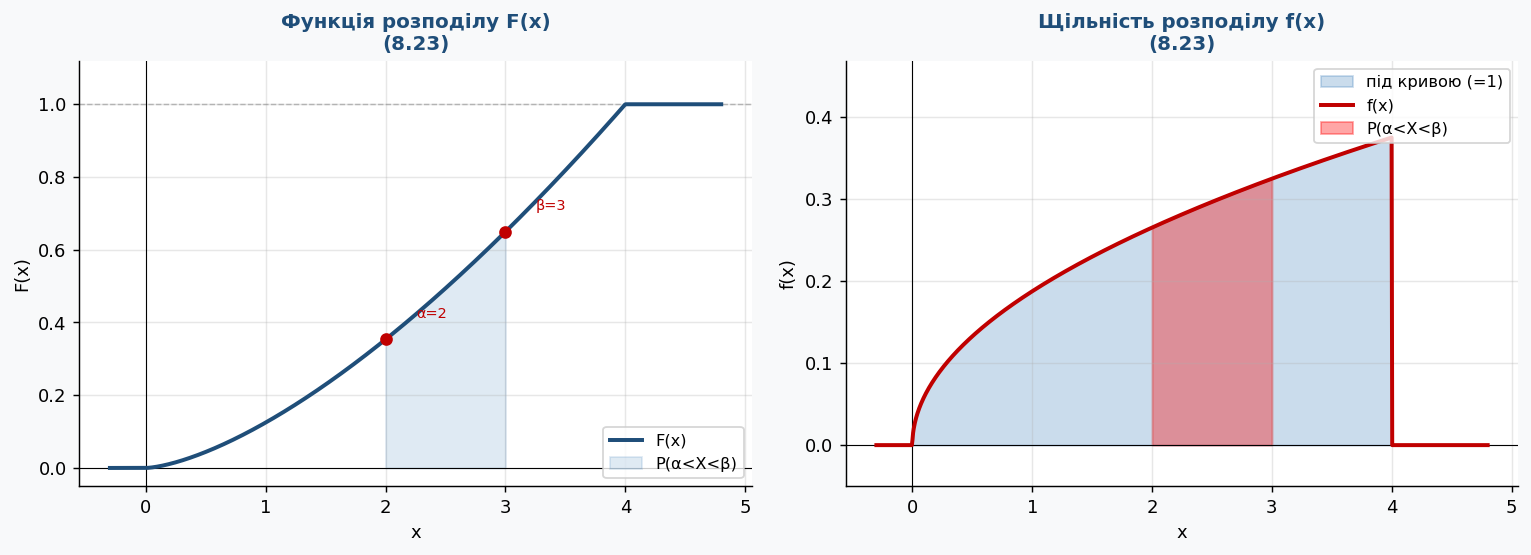 Функція розподілу F(x)
(8.23)
F(x)
1.0
0.8
0.6
0.4
0.2
0.0
β=3
α=2
F(x)
P(α<X<β)
0 1 2 3 4 5
x
Щільність розподілу f(x)
(8.23)
f(x)
0.4
0.3
0.2
0.1
0.0
під кривою (=1)
f(x)
P(α<X<β)
0 1 2 3 4 5
x